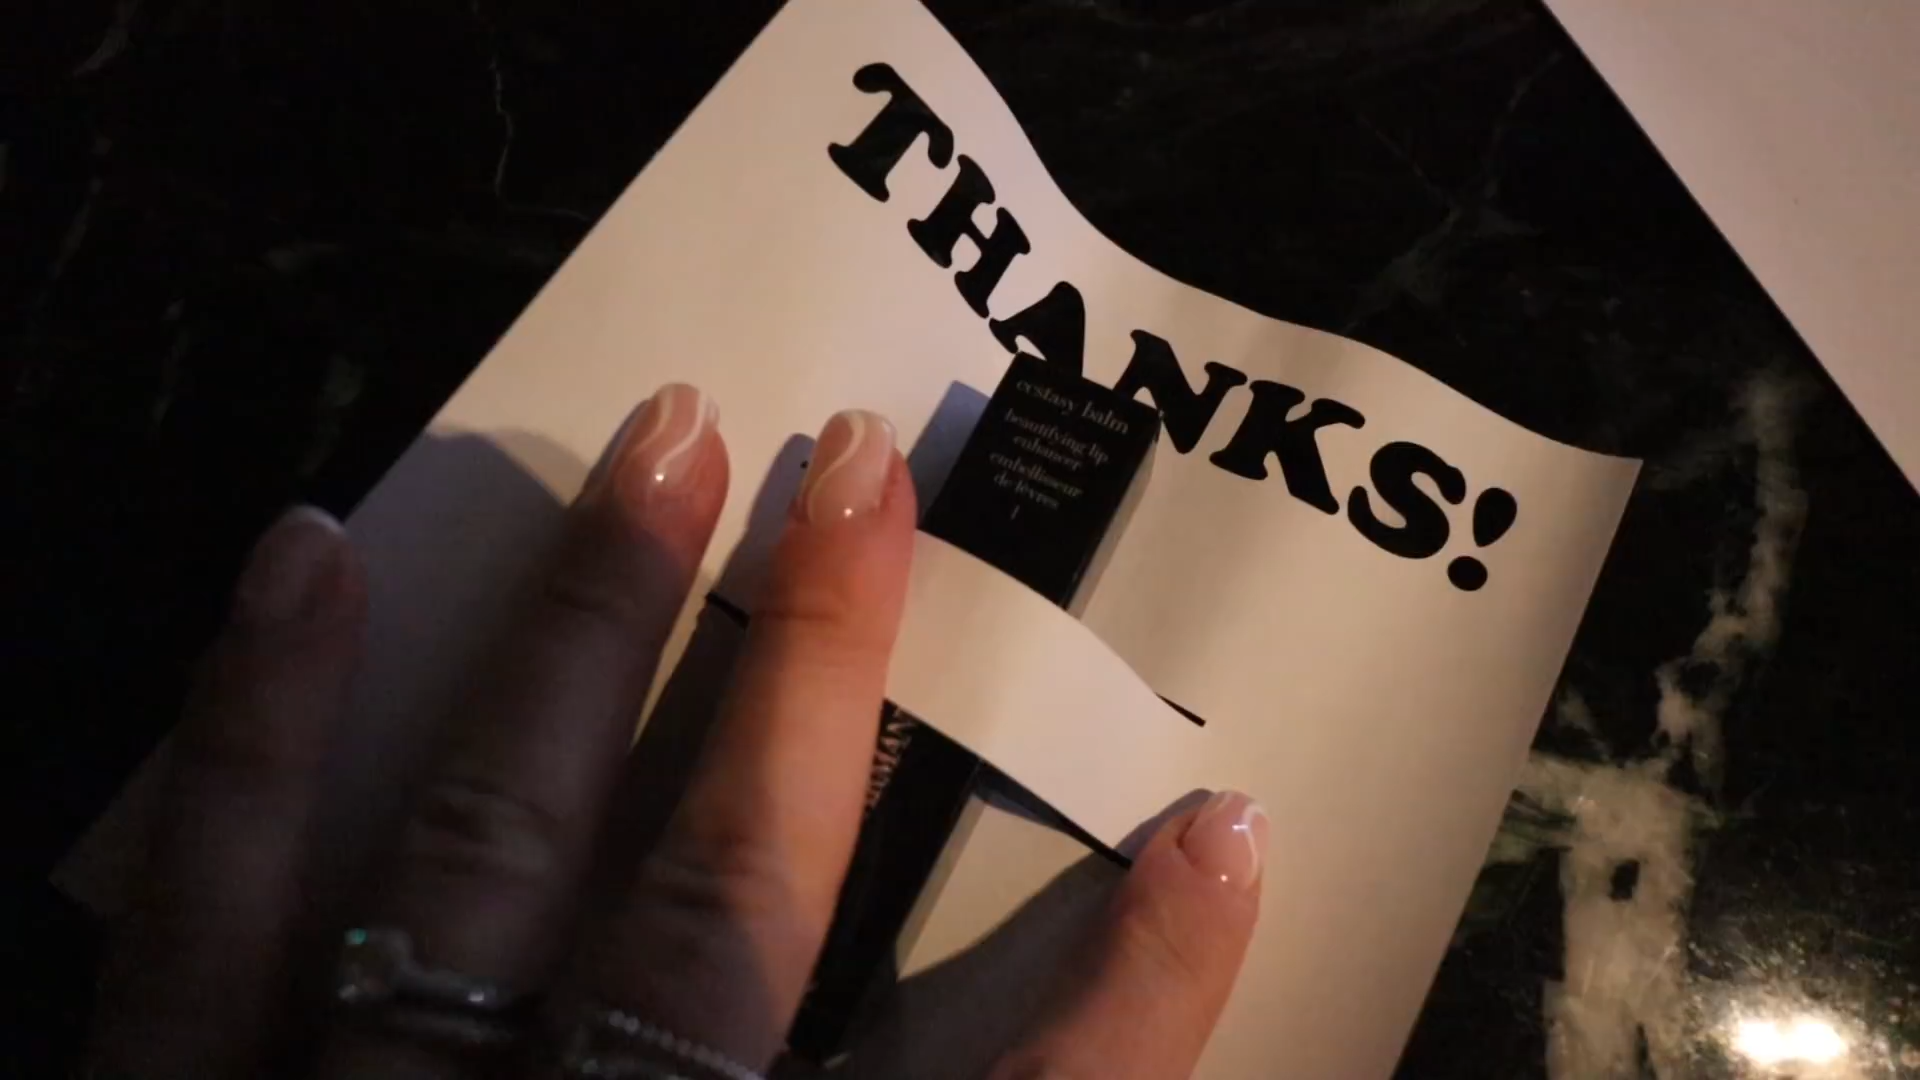 THANKS!
ecstasy balm
beautifying lip
enhancer
embellisseur
de lèvres
1